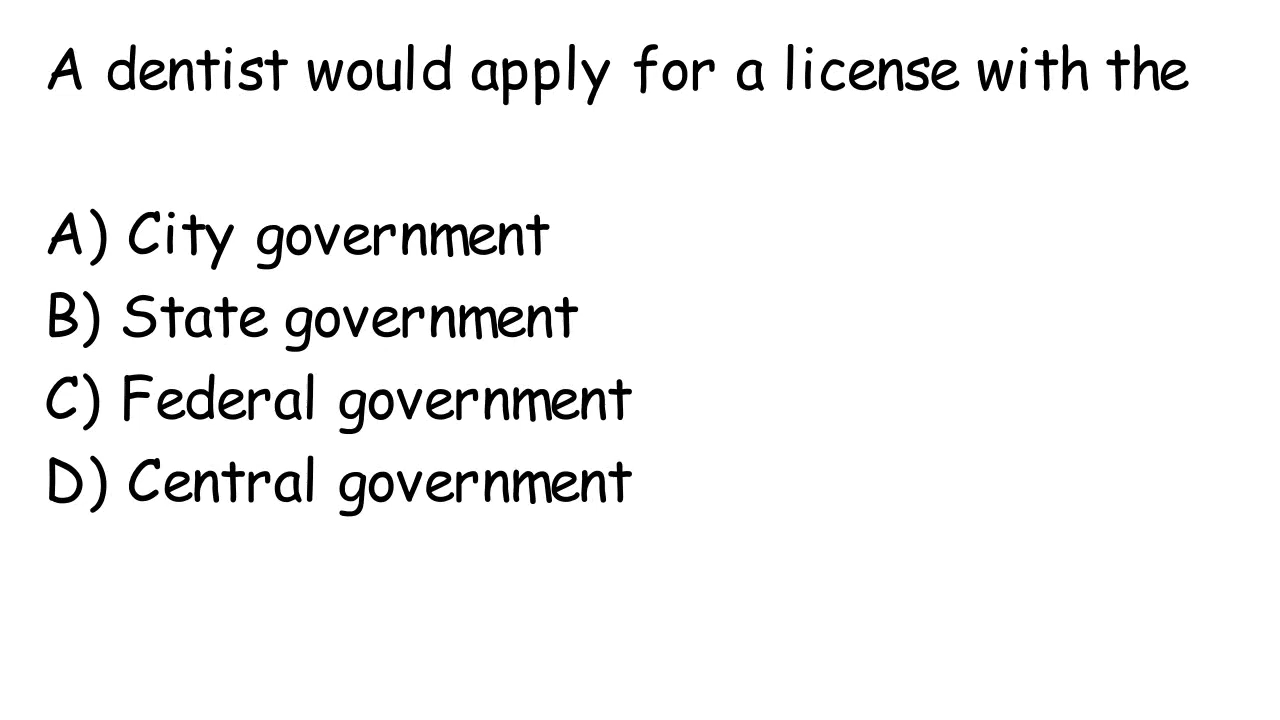 A dentist would apply for a license with the
A) City government
B) State government
C) Federal government
D) Central government